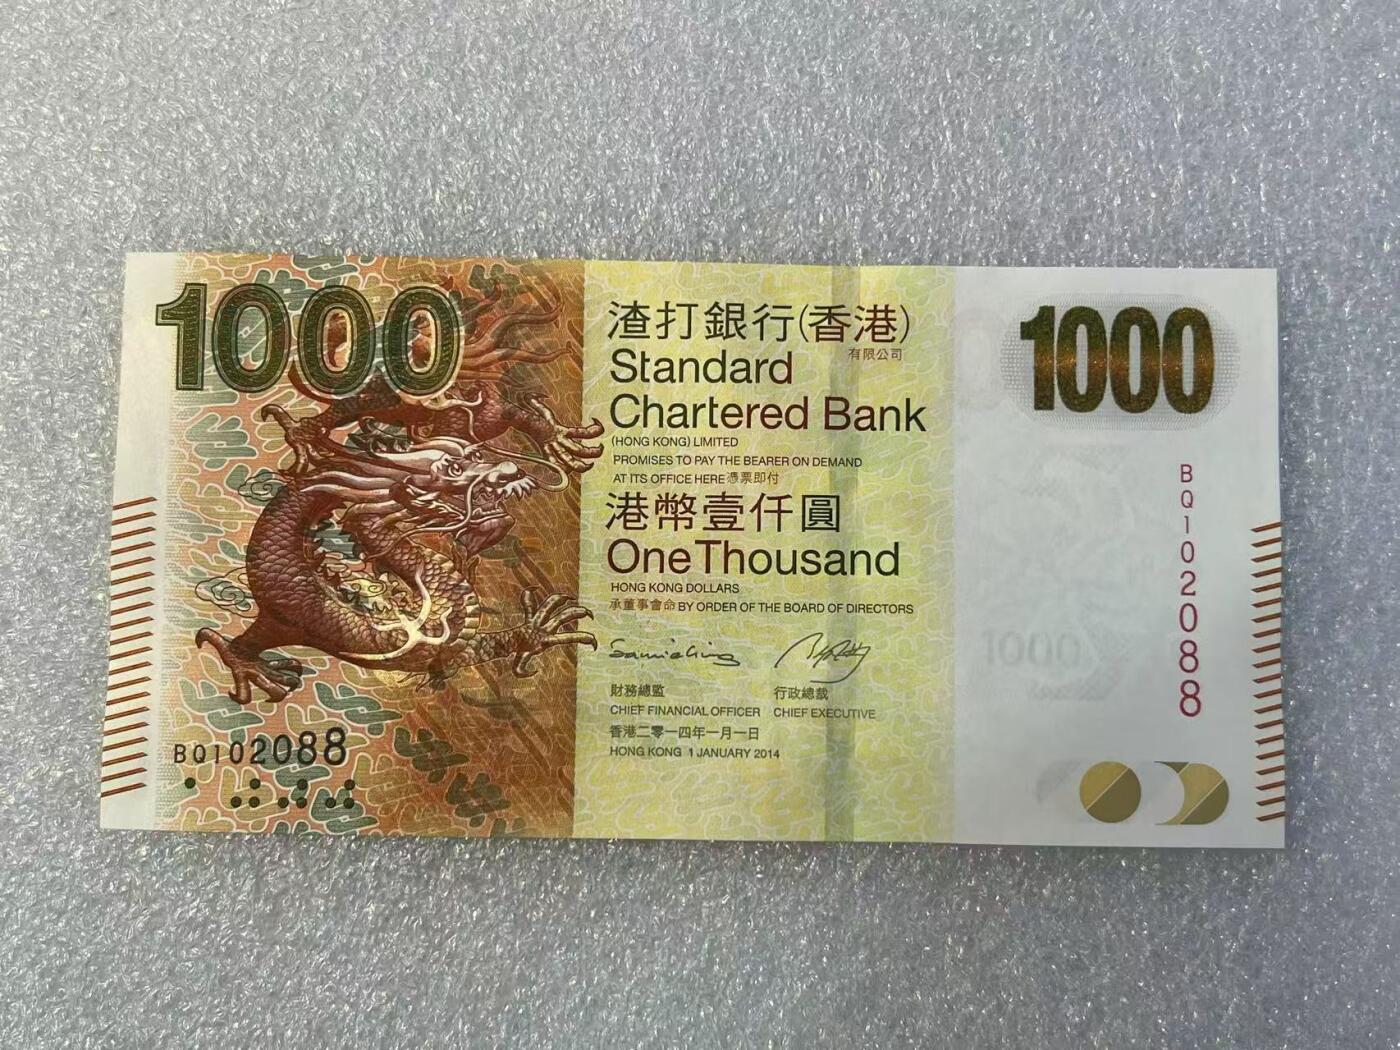 1000
渣打銀行(香港)
有限公司
Standard
Chartered Bank
(HONG KONG) LIMITED
PROMISES TO PAY THE BEARER ON DEMAND
AT ITS OFFICE HERE 憑票即付
港幣壹仟圓
One Thousand
HONG KONG DOLLARS
承董事會命 BY ORDER OF THE BOARD OF DIRECTORS
財務總監 行政總裁
CHIEF FINANCIAL OFFICER CHIEF EXECUTIVE
香港二零一四年一月一日
HONG KONG 1 JANUARY 2014
BQ102088
1000
BQ102088
1000